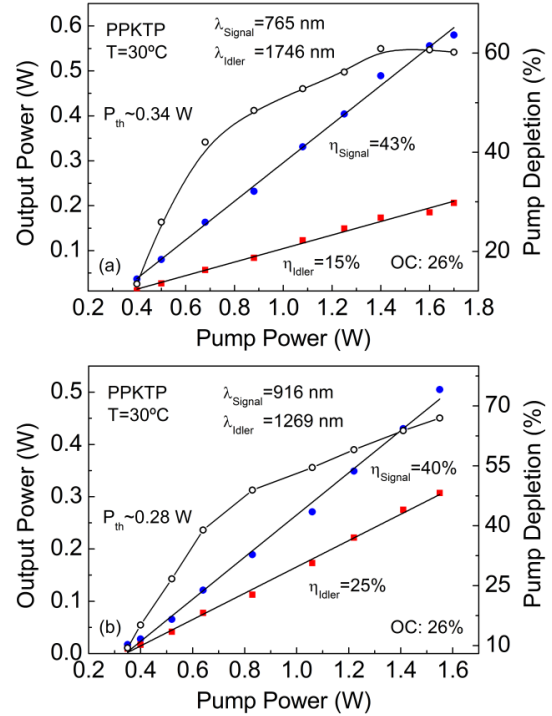 PPKTP
T=30ºC
λSignal=765 nm
λIdler=1746 nm
Pth~0.34 W
ηSignal=43%
ηIdler=15%
OC: 26%
(a)
Output Power (W)
0.6
0.5
0.4
0.3
0.2
0.1
Pump Depletion (%)
60
40
20
0.2 0.4 0.6 0.8 1.0 1.2 1.4 1.6 1.8
Pump Power (W)
PPKTP
T=30ºC
λSignal=916 nm
λIdler=1269 nm
Pth~0.28 W
ηSignal=40%
ηIdler=25%
OC: 26%
(b)
Output Power (W)
0.5
0.4
0.3
0.2
0.1
0.0
Pump Depletion (%)
70
55
40
25
10
0.2 0.4 0.6 0.8 1.0 1.2 1.4 1.6
Pump Power (W)